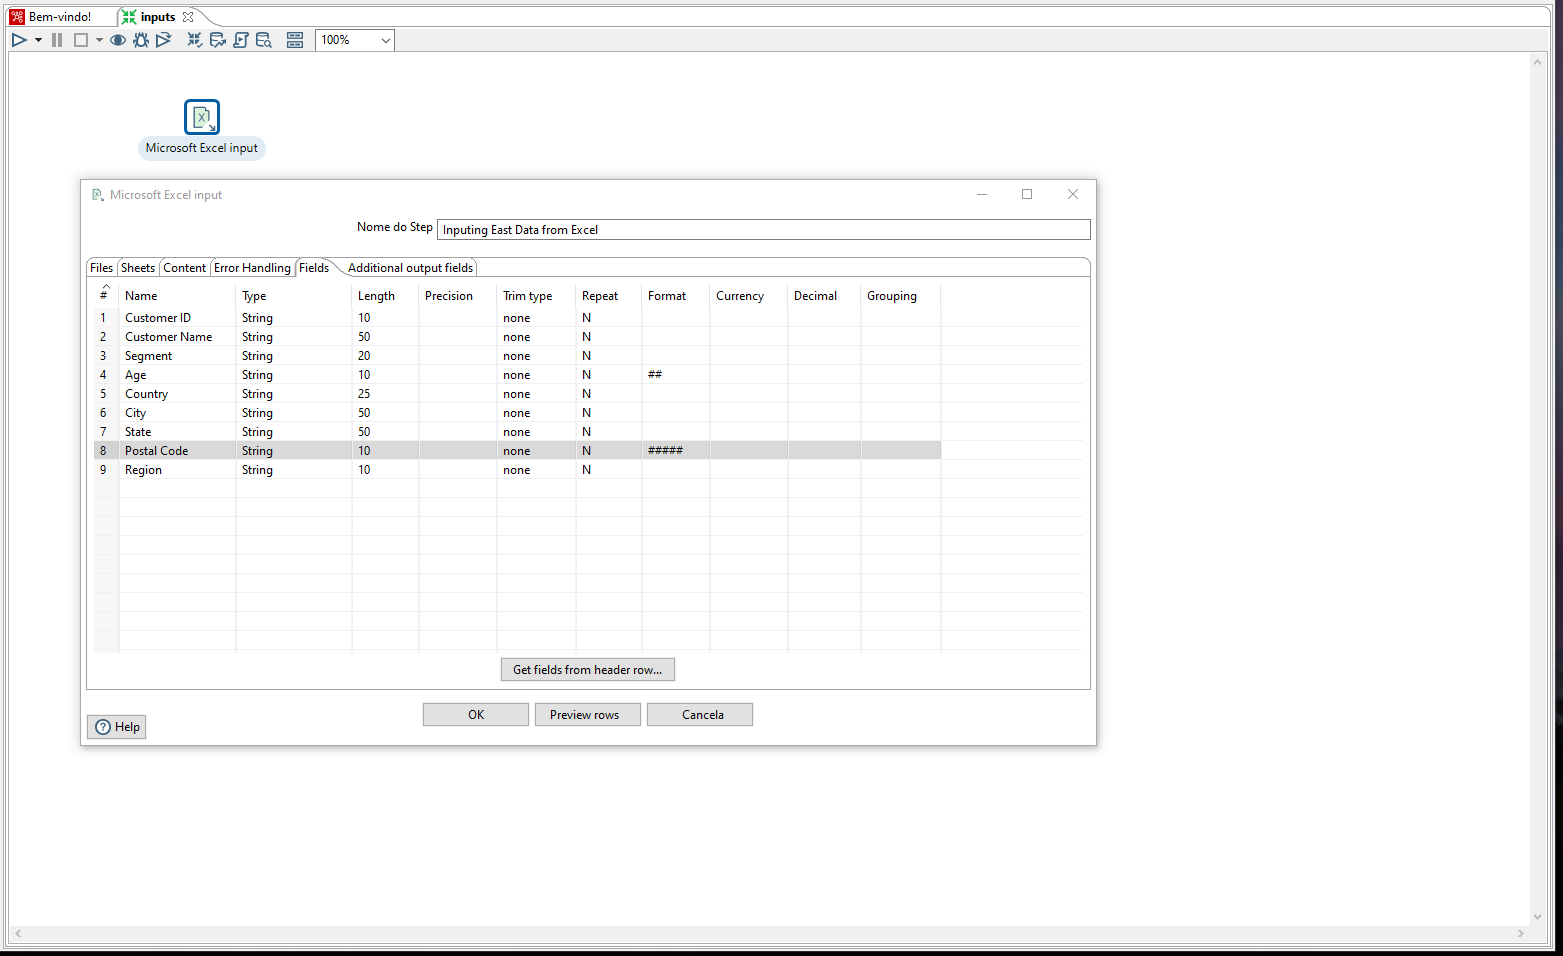 Bem-vindo! inputs
100%
Microsoft Excel input
Microsoft Excel input
Nome do Step Inputing East Data from Excel
Files Sheets Content Error Handling Fields Additional output fields
# Name Type Length Precision Trim type Repeat Format Currency Decimal Grouping
1 Customer ID String 10 none N
2 Customer Name String 50 none N
3 Segment String 20 none N
4 Age String 10 none N ##
5 Country String 25 none N
6 City String 50 none N
7 State String 50 none N
8 Postal Code String 10 none N #####
9 Region String 10 none N
Get fields from header row...
OK Preview rows Cancela
Help